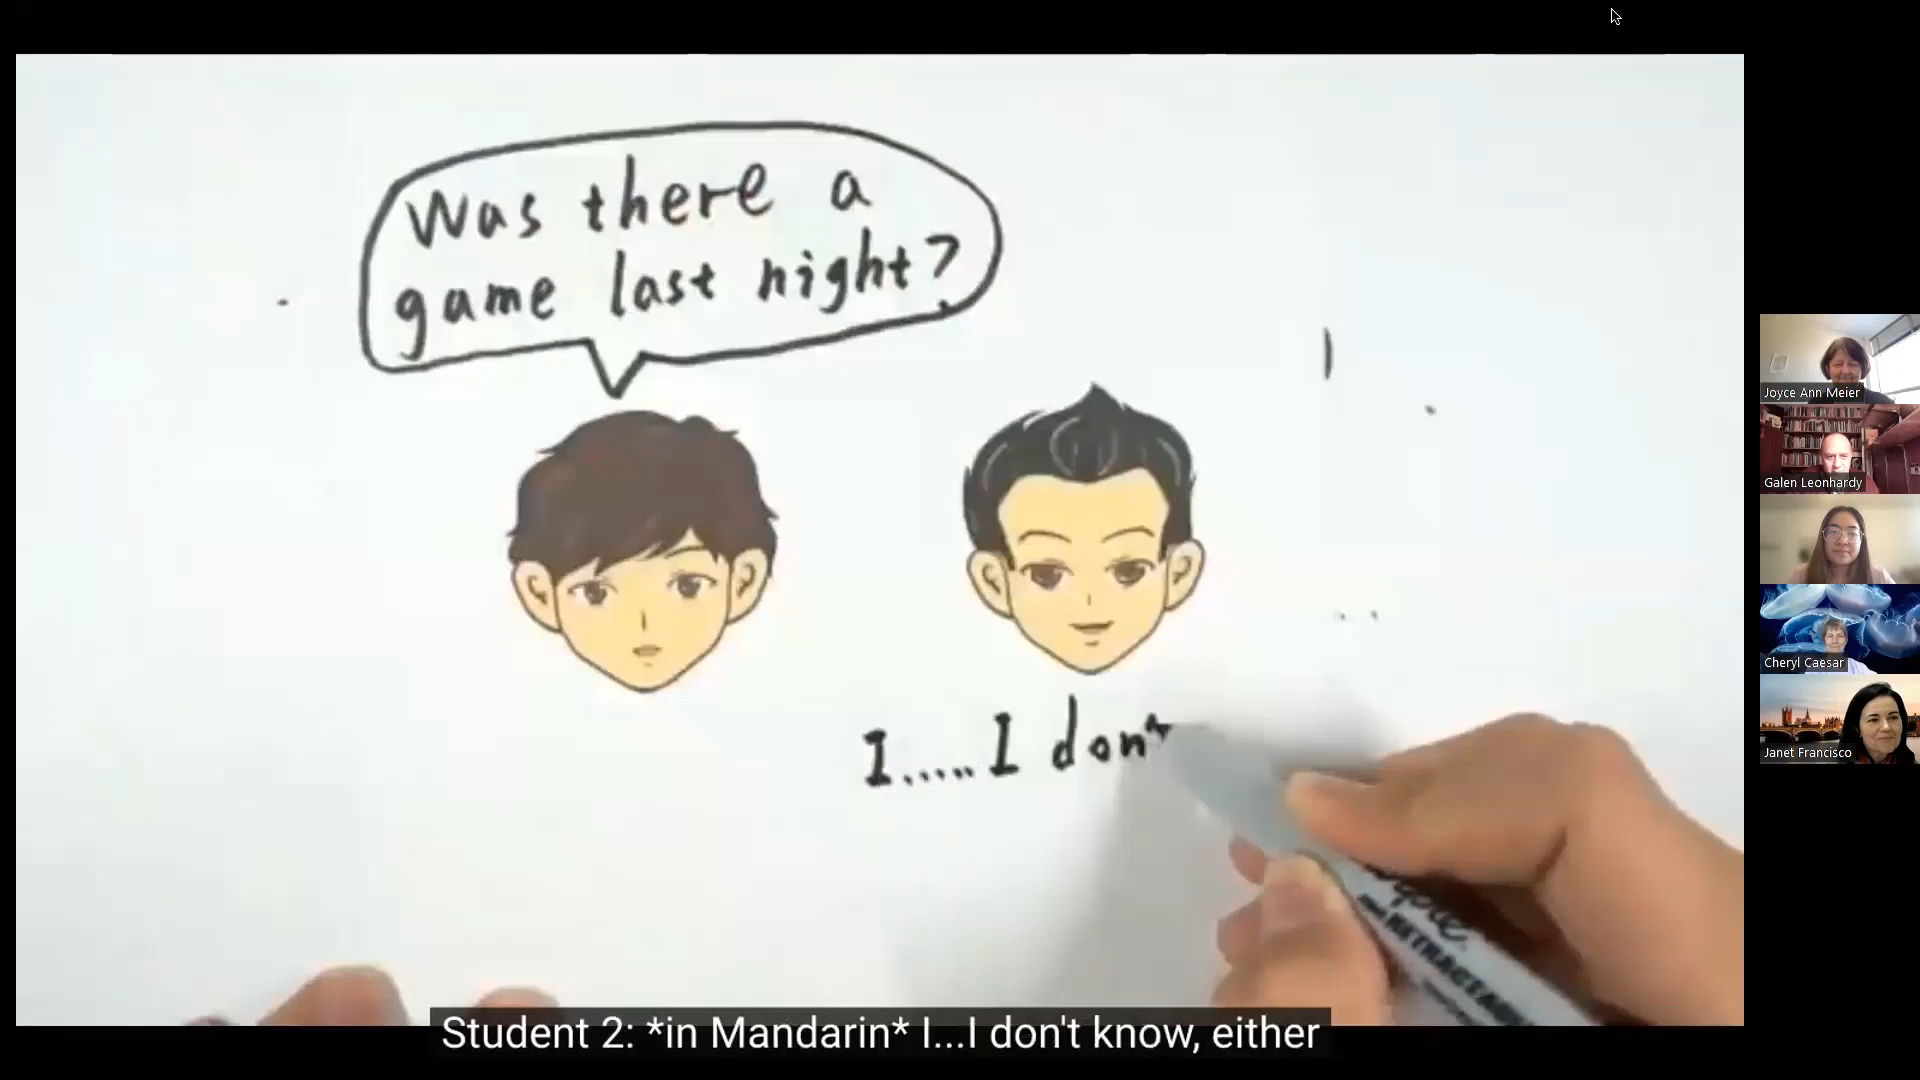 Was there a
game last night?
I.....I don't
Student 2: *in Mandarin* I...I don't know, either
Joyce Ann Meier
Galen Leonhardy
Cheryl Caesar
Janet Francisco
RETRACTABLE